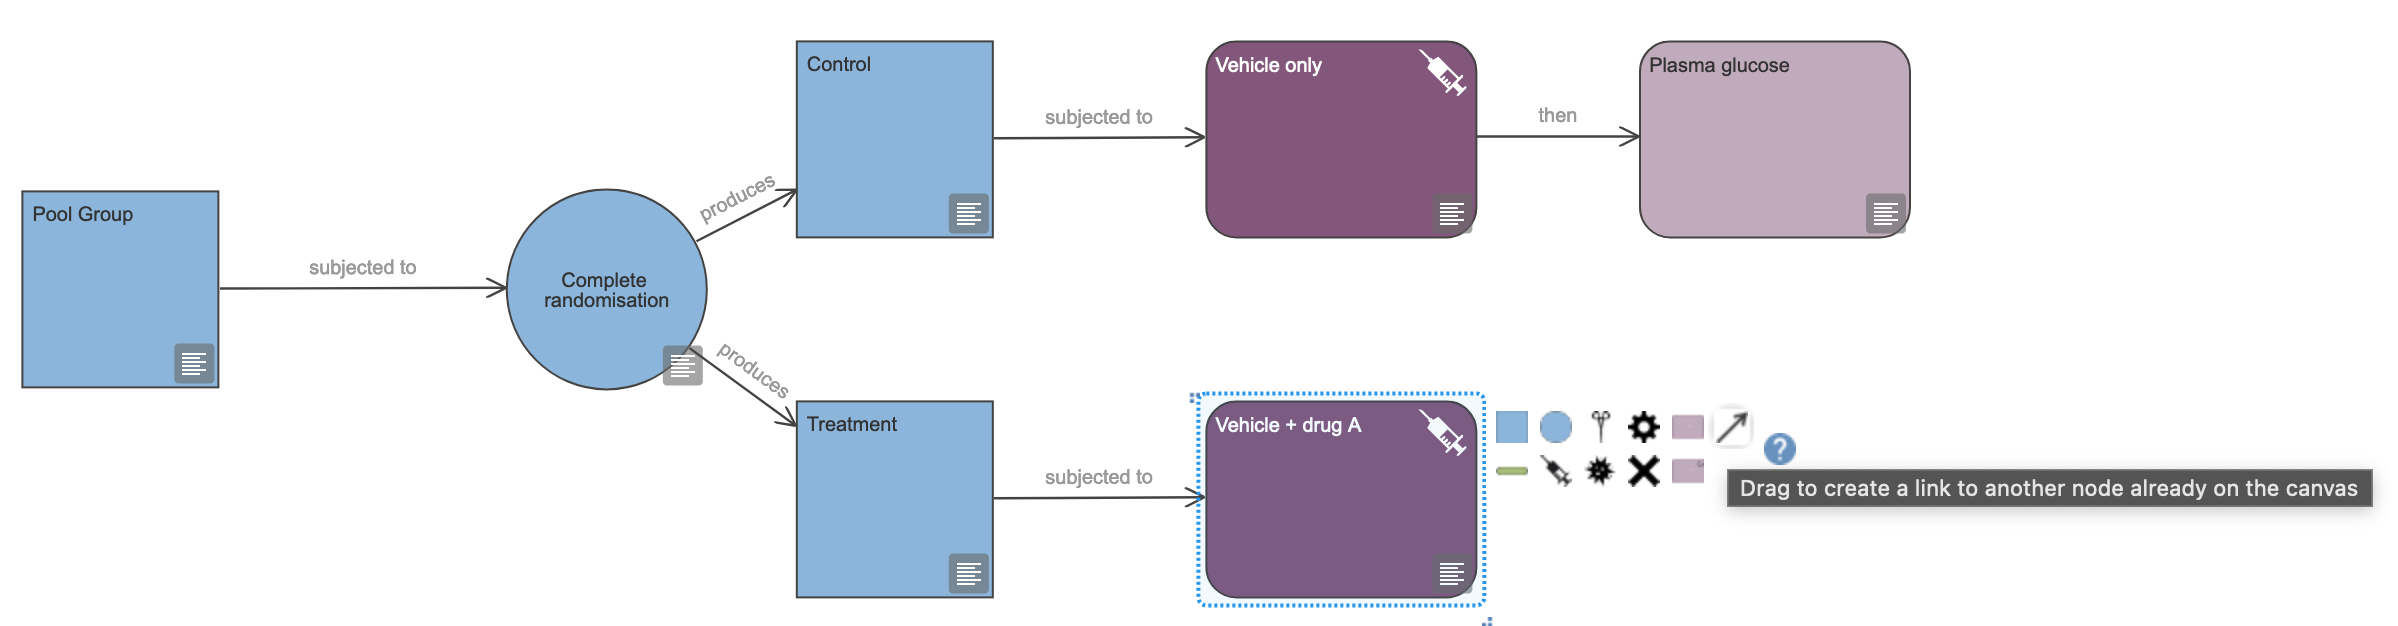 Control
Vehicle only
Plasma glucose
subjected to
then
Pool Group
produces
subjected to
Complete
randomisation
produces
Treatment
Vehicle + drug A
subjected to
?
Drag to create a link to another node already on the canvas